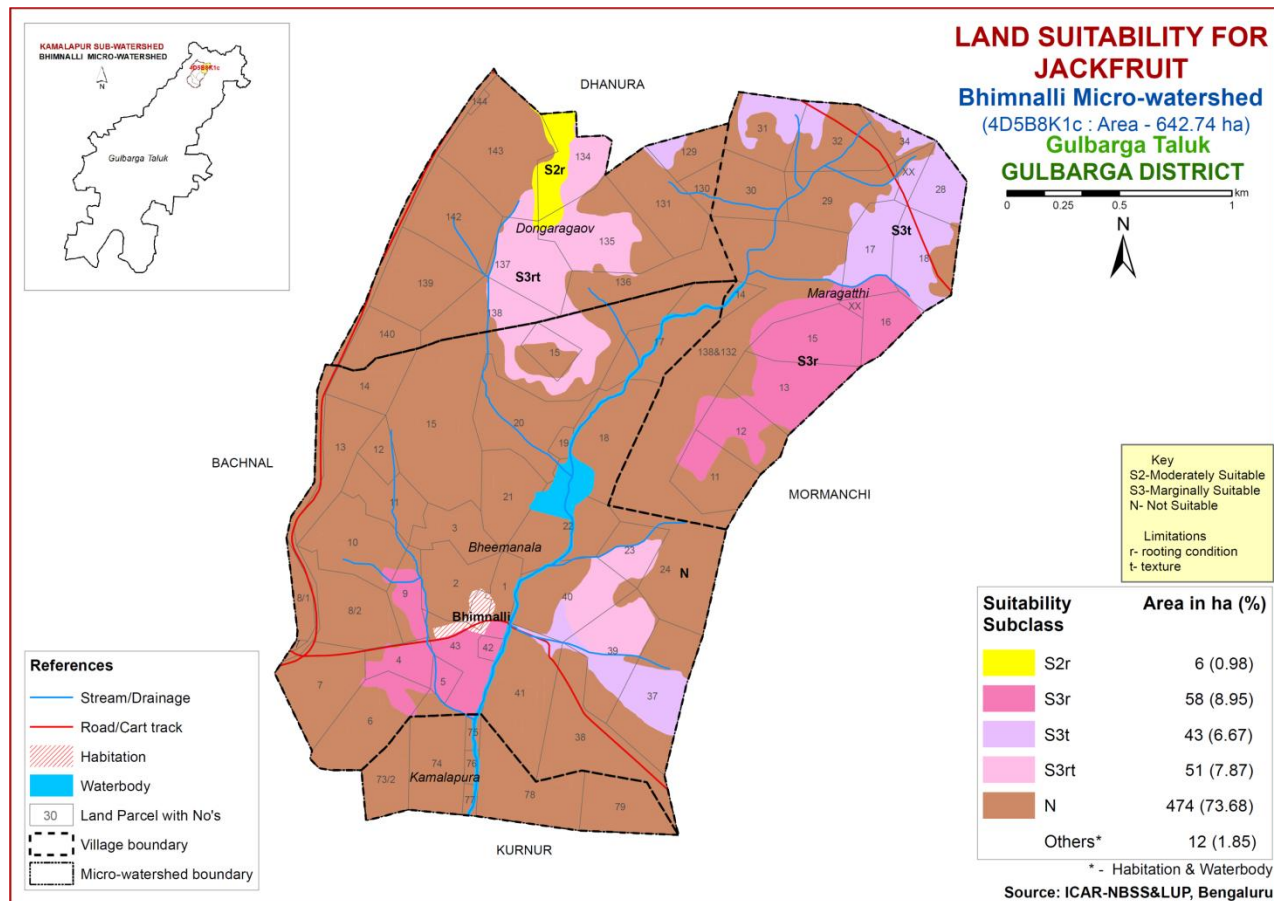 KAMALAPUR SUB-WATERSHED
BHIMNALLI MICRO-WATERSHED
N
4D5B8K1c
Gulbarga Taluk
LAND SUITABILITY FOR
JACKFRUIT
Bhimnalli Micro-watershed
(4D5B8K1c : Area - 642.74 ha)
Gulbarga Taluk
GULBARGA DISTRICT
km
0 0.25 0.5 1
N
DHANURA
144
143
134
S2r
129
31
32
34
XX
28
142
131
130
30
29
Dongaragaov
135
137
S3rt
136
17
S3t
18
139
138
14
Maragatthi
XX
16
140
17
15
138&132
15
S3r
13
14
15
20
12
19
18
13
12
11
BACHNAL
MORMANCHI
11
21
22
3
10
Bheemanala
23
24
N
2
1
8/1
8/2
9
40
Bhimnalli
43
42
39
4
5
37
7
41
6
75
38
74
76
73/2
Kamalapura
77
78
79
KURNUR
Key
S2-Moderately Suitable
S3-Marginally Suitable
N- Not Suitable
Limitations
r- rooting condition
t- texture
Suitability Area in ha (%)
Subclass
S2r 6 (0.98)
S3r 58 (8.95)
S3t 43 (6.67)
S3rt 51 (7.87)
N 474 (73.68)
Others* 12 (1.85)
* - Habitation & Waterbody
Source: ICAR-NBSS&LUP, Bengaluru
References
Stream/Drainage
Road/Cart track
Habitation
Waterbody
30 Land Parcel with No's
Village boundary
Micro-watershed boundary